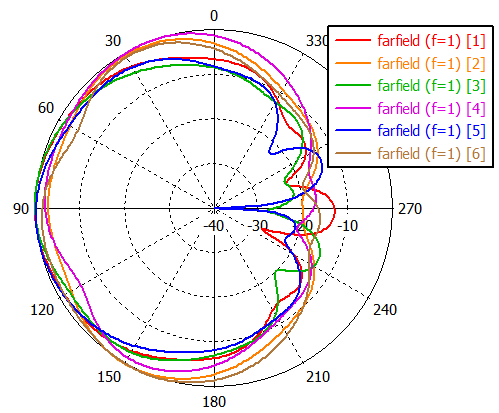 0
30
330
farfield (f=1) [1]
farfield (f=1) [2]
farfield (f=1) [3]
farfield (f=1) [4]
farfield (f=1) [5]
farfield (f=1) [6]
60
90
270
-40 -30 -20 -10
120
240
150
210
180